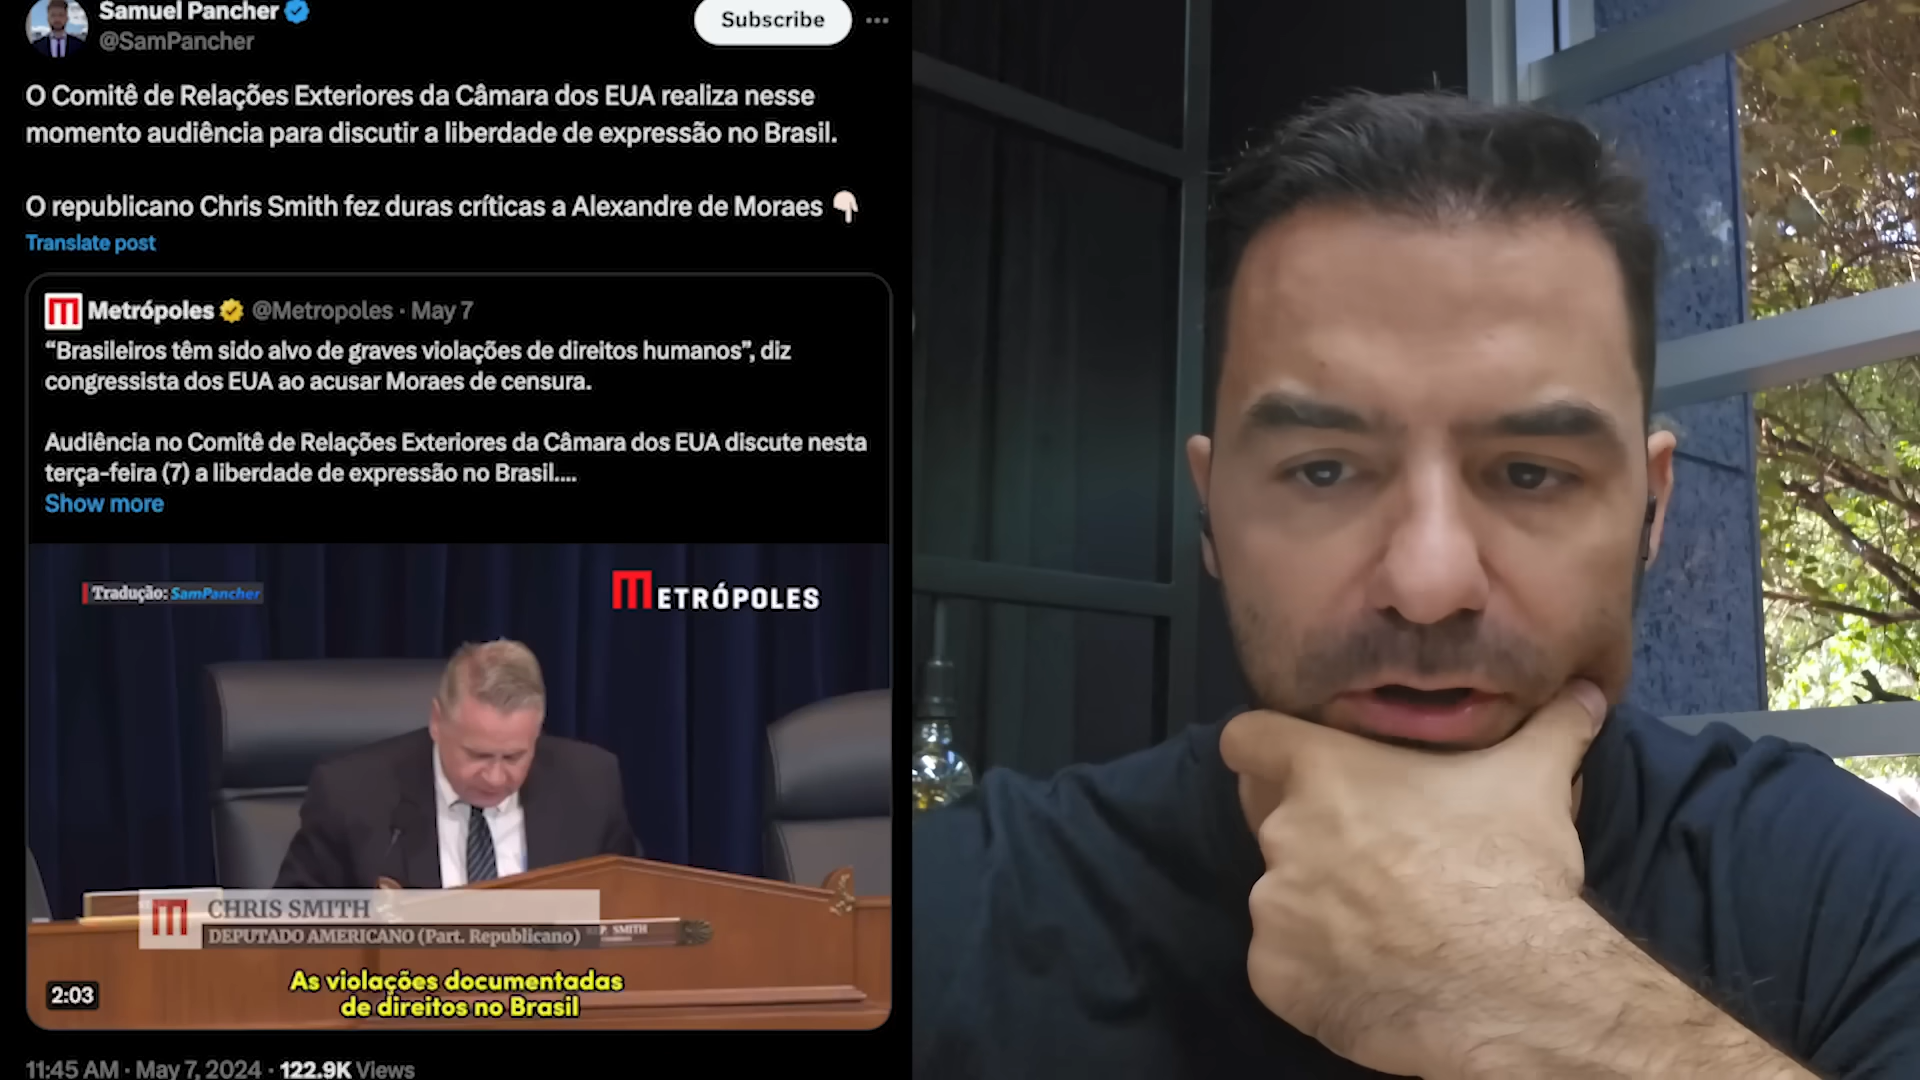 Samuel Pancher
@SamPancher
Subscribe
O Comitê de Relações Exteriores da Câmara dos EUA realiza nesse
momento audiência para discutir a liberdade de expressão no Brasil.
O republicano Chris Smith fez duras críticas a Alexandre de Moraes 👇🏻
Translate post
Metrópoles @Metropoles · May 7
“Brasileiros têm sido alvo de graves violações de direitos humanos”, diz
congressista dos EUA ao acusar Moraes de censura.
Audiência no Comitê de Relações Exteriores da Câmara dos EUA discute nesta
terça-feira (7) a liberdade de expressão no Brasil....
Show more
Tradução: SamPancher
METRÓPOLES
CHRIS SMITH
DEPUTADO AMERICANO (Part. Republicano)
SMITH
As violações documentadas
de direitos no Brasil
2:03
11:45 AM · May 7, 2024 · 122.9K Views